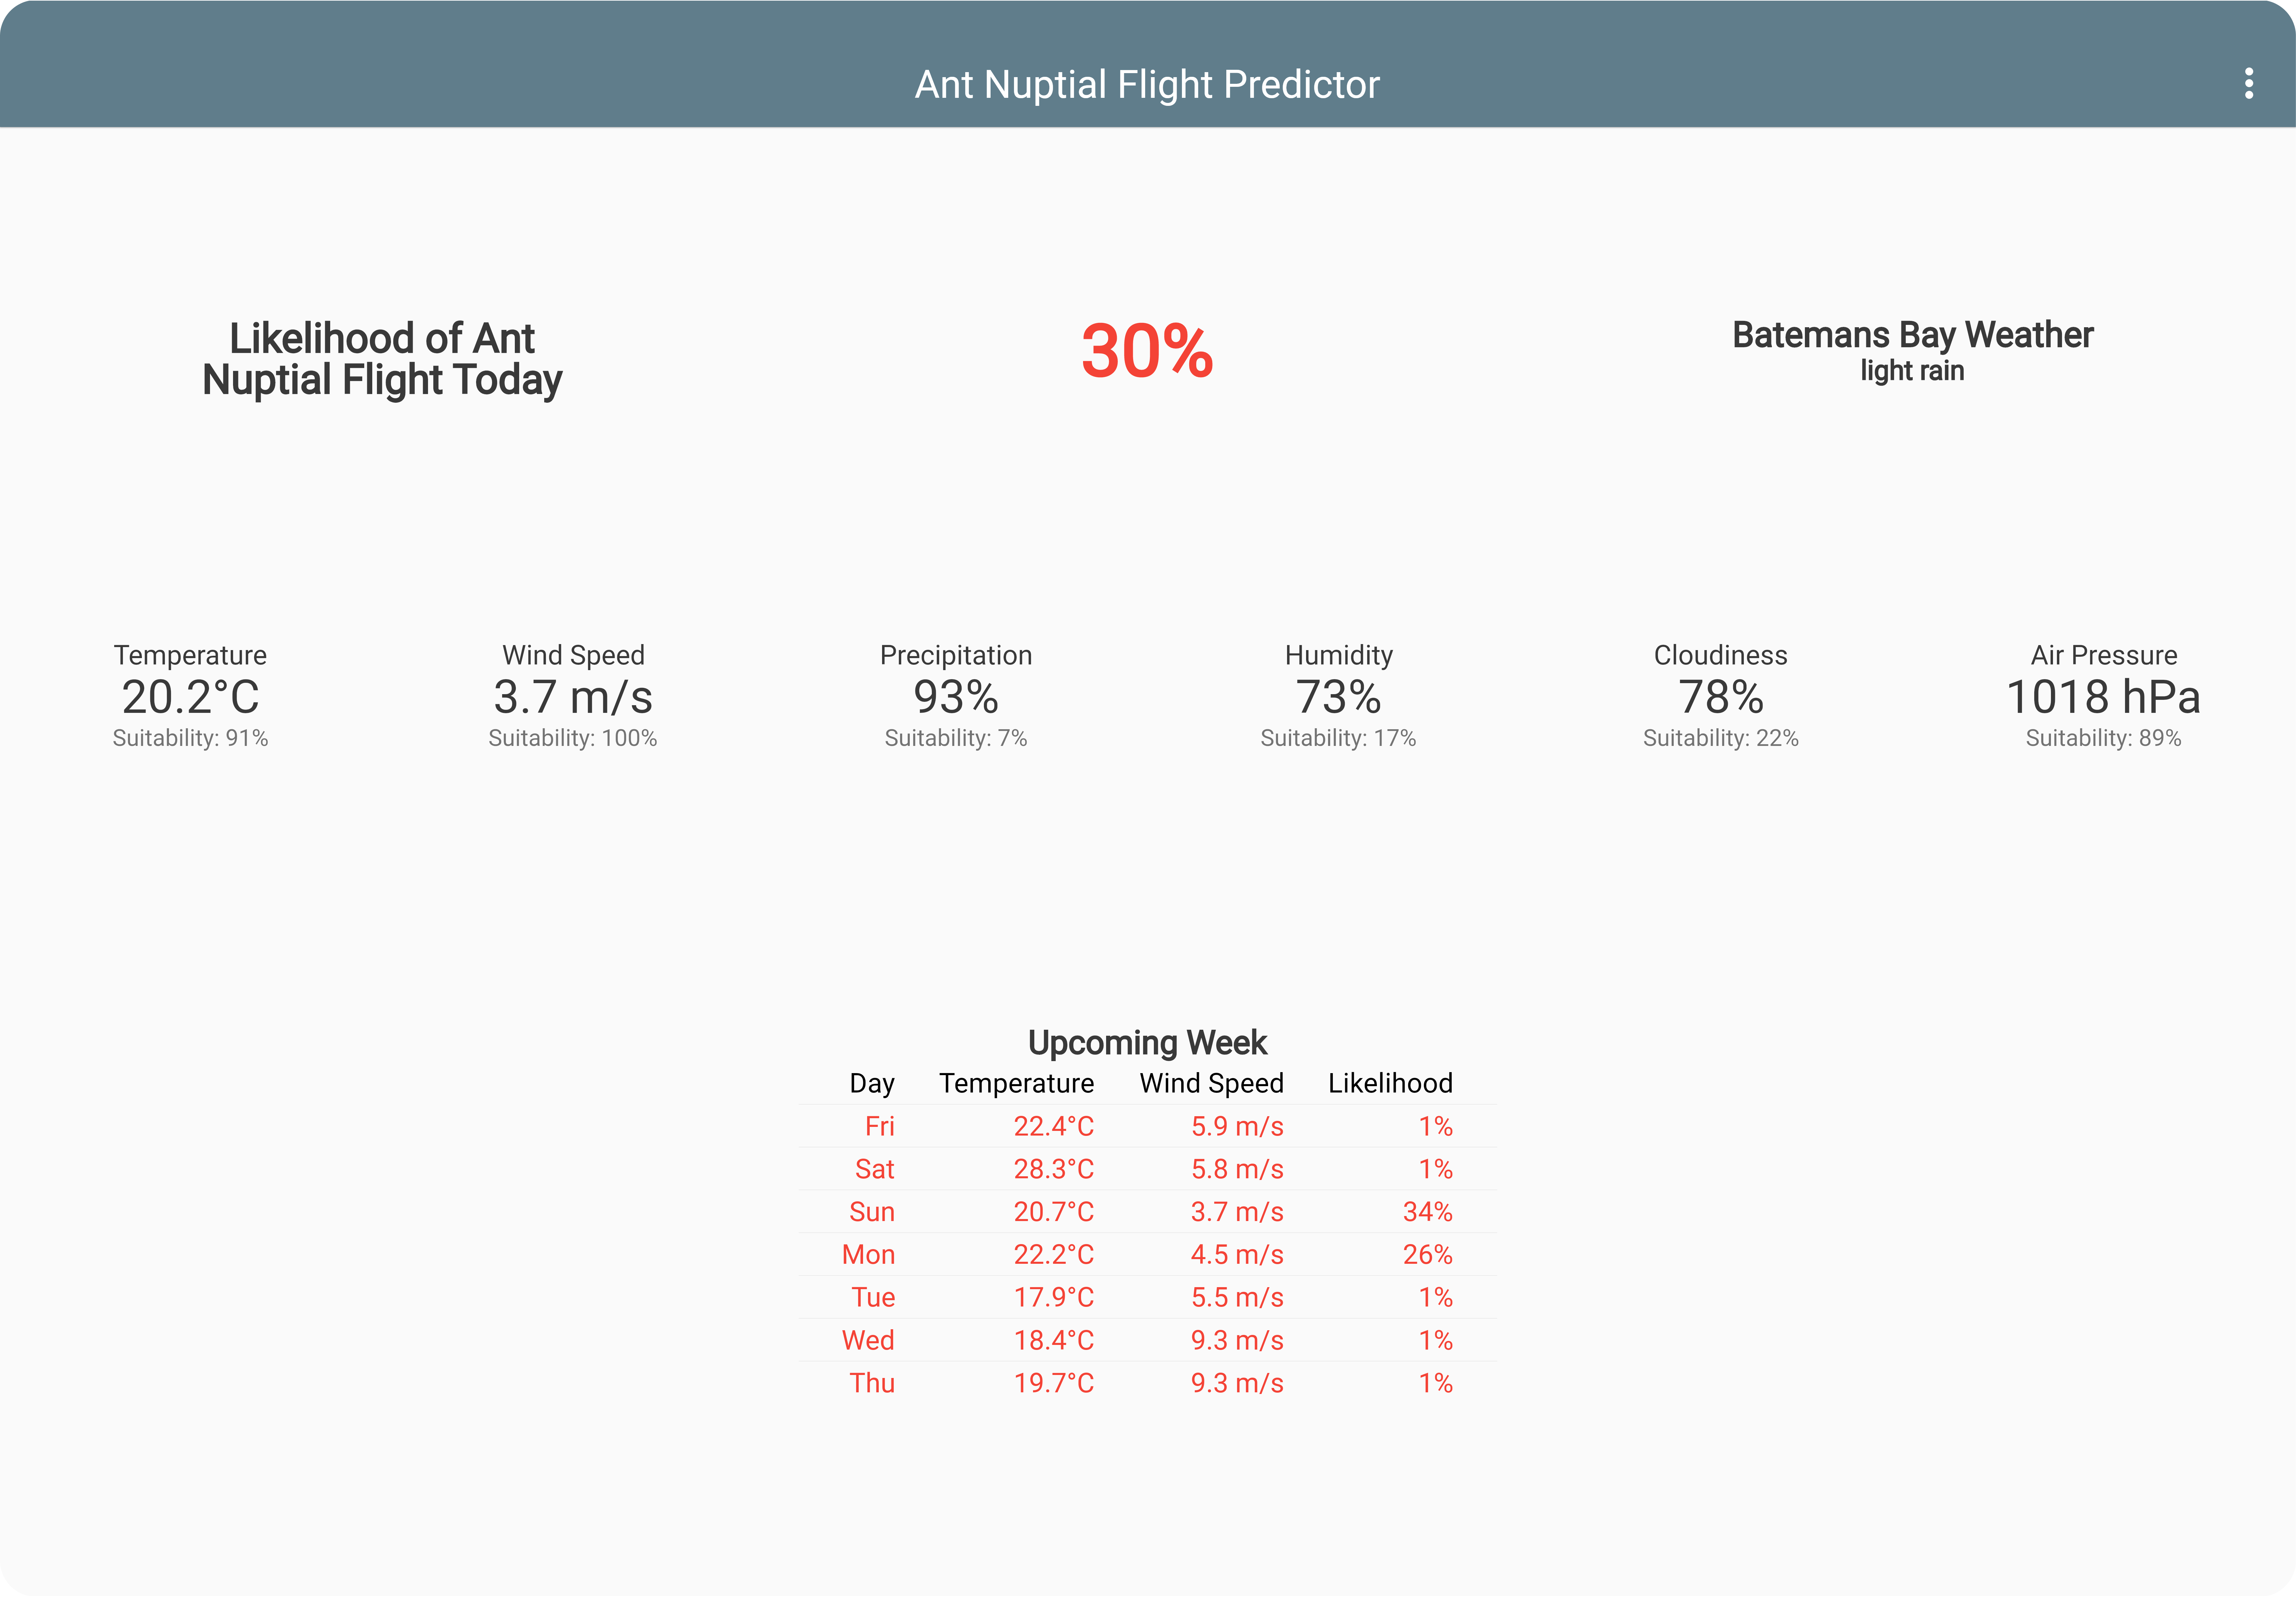 Ant Nuptial Flight Predictor
Likelihood of Ant
Nuptial Flight Today
30%
Batemans Bay Weather
light rain
Temperature
20.2°C
Suitability: 91%
Wind Speed
3.7 m/s
Suitability: 100%
Precipitation
93%
Suitability: 7%
Humidity
73%
Suitability: 17%
Cloudiness
78%
Suitability: 22%
Air Pressure
1018 hPa
Suitability: 89%
Upcoming Week
Day Temperature Wind Speed Likelihood
Fri 22.4°C 5.9 m/s 1%
Sat 28.3°C 5.8 m/s 1%
Sun 20.7°C 3.7 m/s 34%
Mon 22.2°C 4.5 m/s 26%
Tue 17.9°C 5.5 m/s 1%
Wed 18.4°C 9.3 m/s 1%
Thu 19.7°C 9.3 m/s 1%